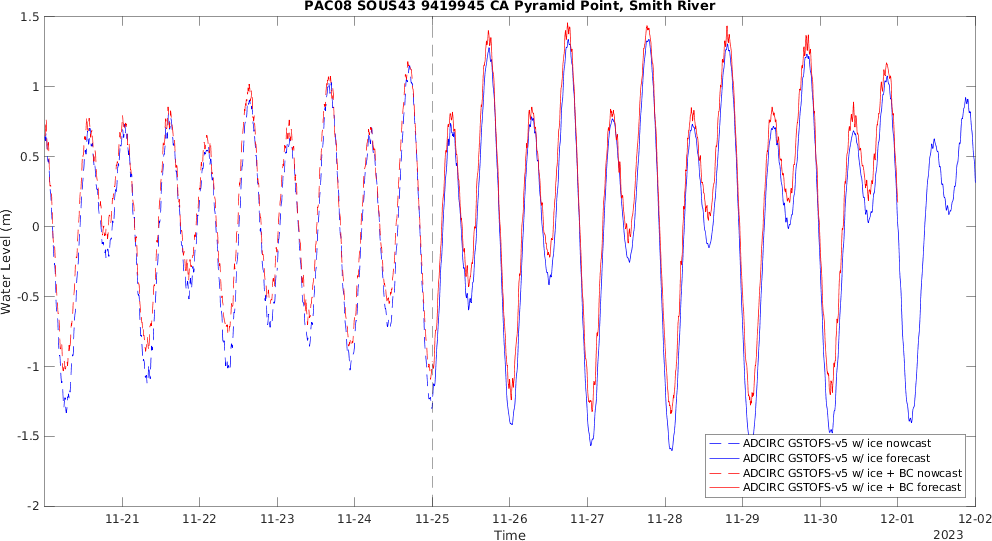 PAC08 SOUS43 9419945 CA Pyramid Point, Smith River
1.5
1
0.5
0
-0.5
-1
-1.5
-2
Water Level (m)
ADCIRC GSTOFS-v5 w/ ice nowcast
ADCIRC GSTOFS-v5 w/ ice forecast
ADCIRC GSTOFS-v5 w/ ice + BC nowcast
ADCIRC GSTOFS-v5 w/ ice + BC forecast
11-21 11-22 11-23 11-24 11-25 11-26 11-27 11-28 11-29 11-30 12-01 12-02
Time 2023